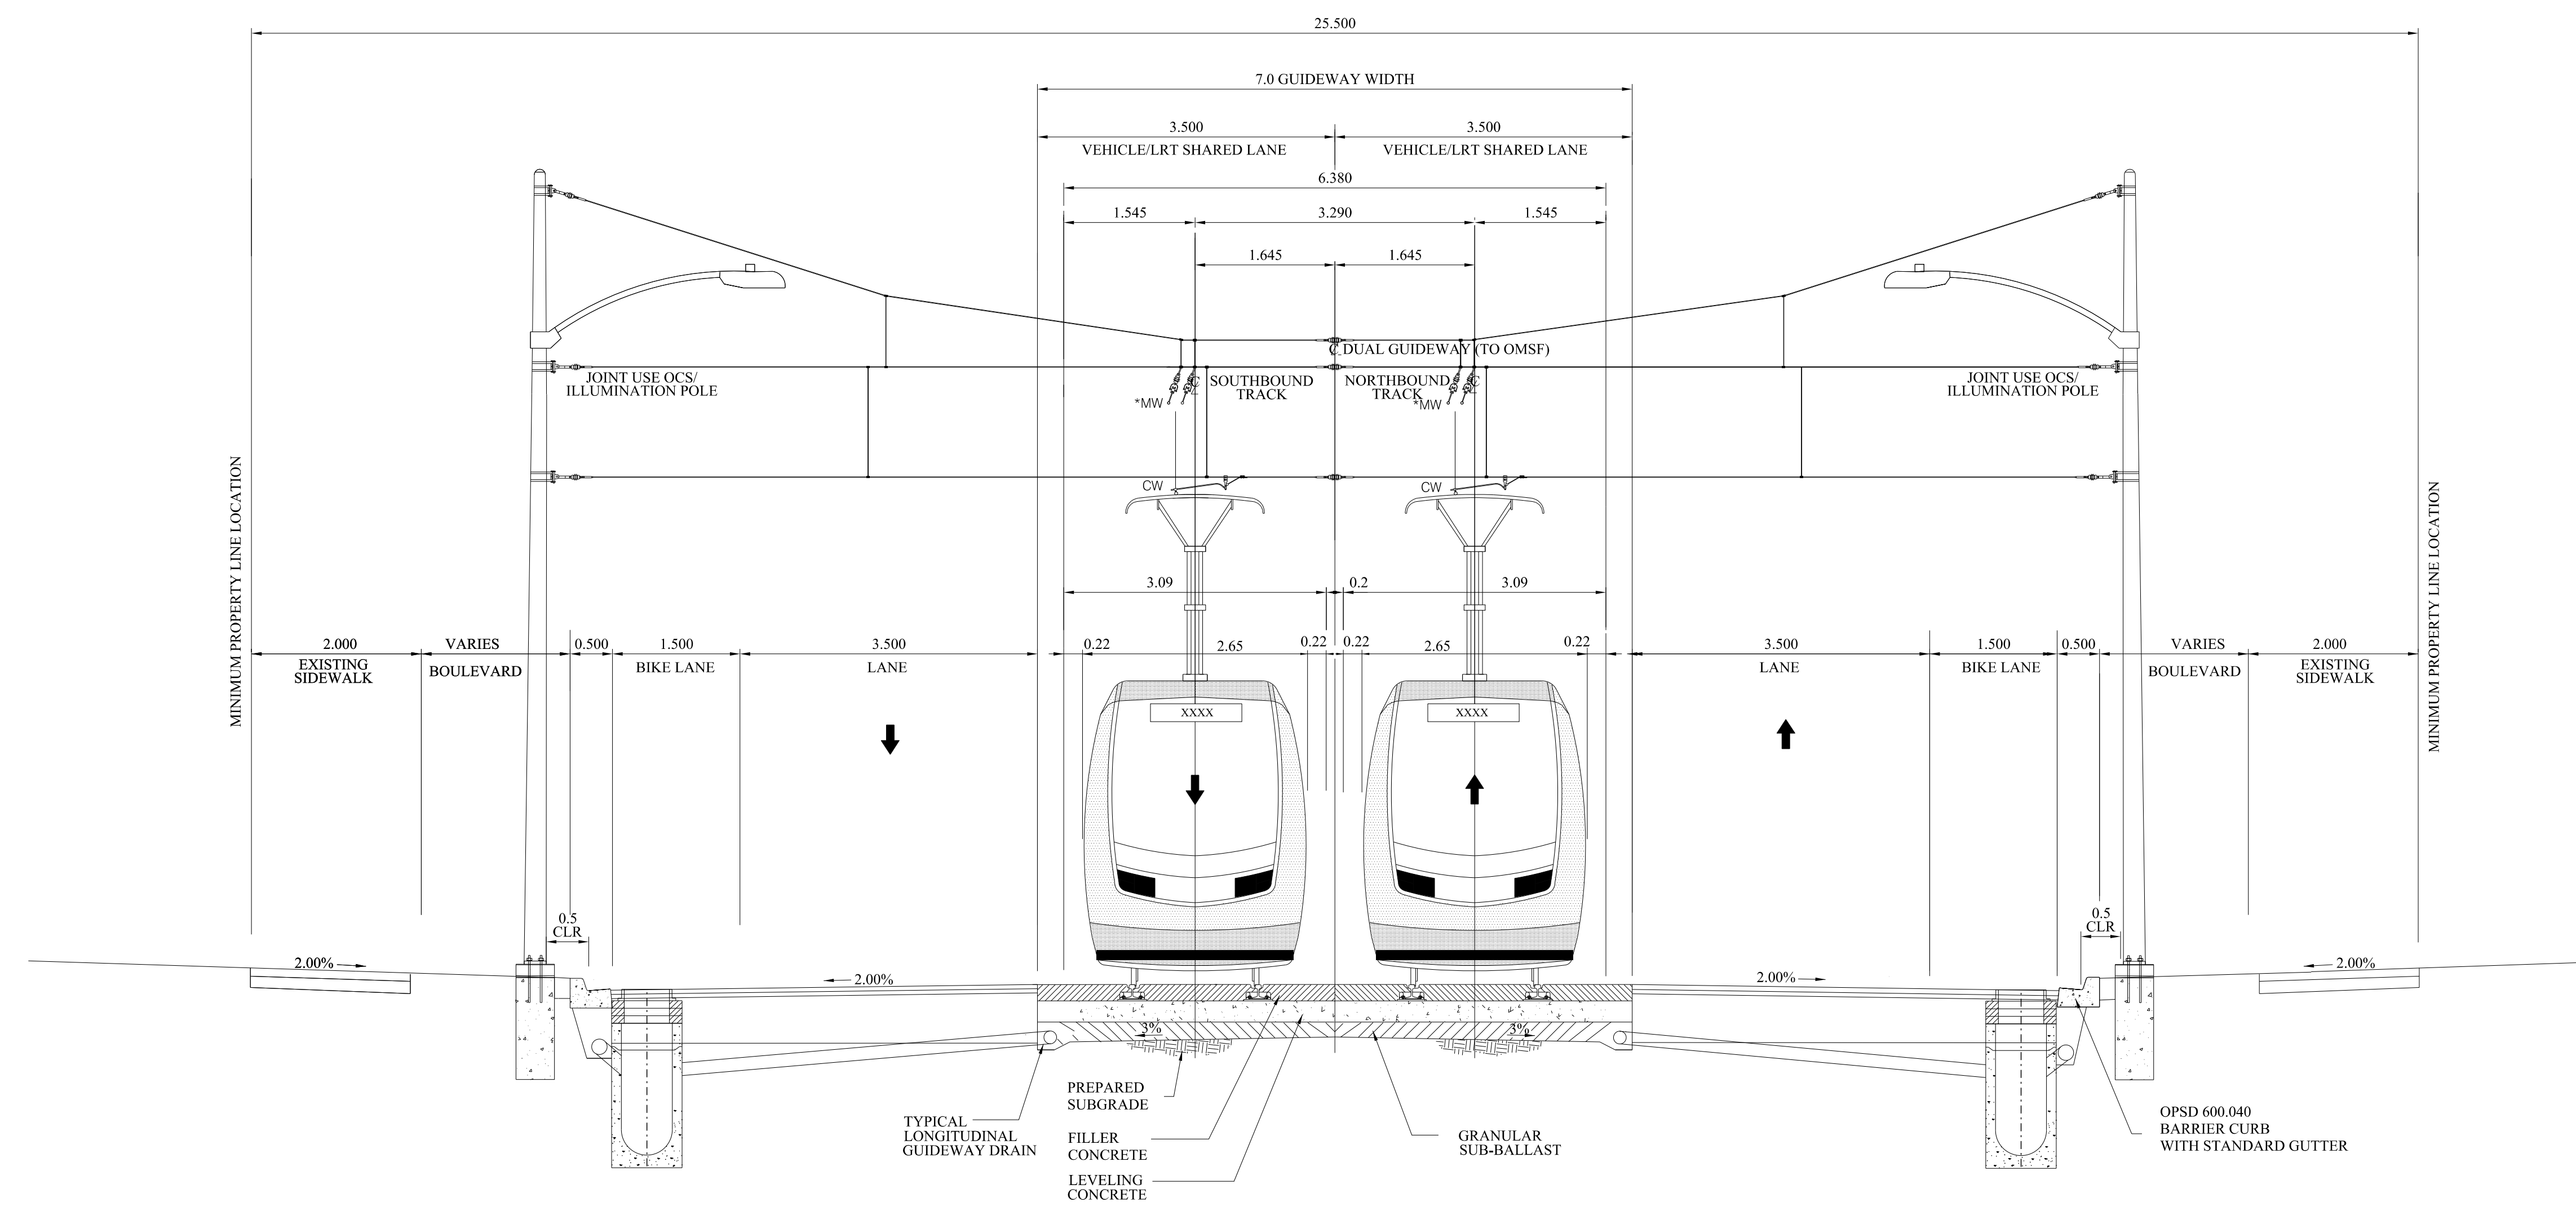 25.500
7.0 GUIDEWAY WIDTH
3.500
3.500
VEHICLE/LRT SHARED LANE
VEHICLE/LRT SHARED LANE
6.380
1.545
3.290
1.545
1.645
1.645
℄ DUAL GUIDEWAY (TO OMSF)
JOINT USE OCS/
ILLUMINATION POLE
SOUTHBOUND
TRACK
NORTHBOUND
TRACK
JOINT USE OCS/
ILLUMINATION POLE
*MW
*MW
CW
CW
MINIMUM PROPERTY LINE LOCATION
MINIMUM PROPERTY LINE LOCATION
3.09
0.2
3.09
2.000
EXISTING
SIDEWALK
VARIES
BOULEVARD
0.500
1.500
BIKE LANE
3.500
LANE
0.22
2.65
0.22
0.22
2.65
0.22
3.500
LANE
1.500
BIKE LANE
0.500
VARIES
BOULEVARD
2.000
EXISTING
SIDEWALK
XXXX
XXXX
0.5
CLR
0.5
CLR
2.00%
2.00%
2.00%
2.00%
3%
3%
PREPARED
SUBGRADE
TYPICAL
LONGITUDINAL
GUIDEWAY DRAIN
FILLER
CONCRETE
LEVELING
CONCRETE
GRANULAR
SUB-BALLAST
OPSD 600.040
BARRIER CURB
WITH STANDARD GUTTER